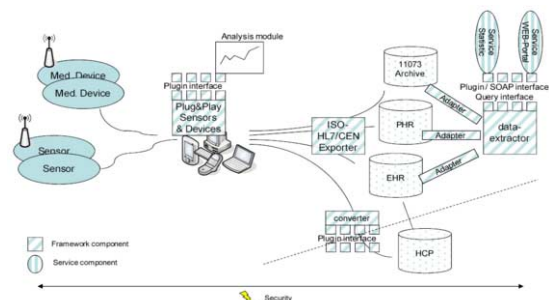 Analysis module
Med. Device
Med. Device
Plugin interface
Plug&Play
Sensors
& Devices
Sensor
Sensor
11073
Archive
PHR
EHR
HCP
ISO-
HL7/CEN
Exporter
Adapter
Adapter
Adapter
Service
Statistic
Service
WEB-Portal
Plugin / SOAP interface
Query interface
data-
extractor
converter
Plugin interface
Framework component
Service component
Security